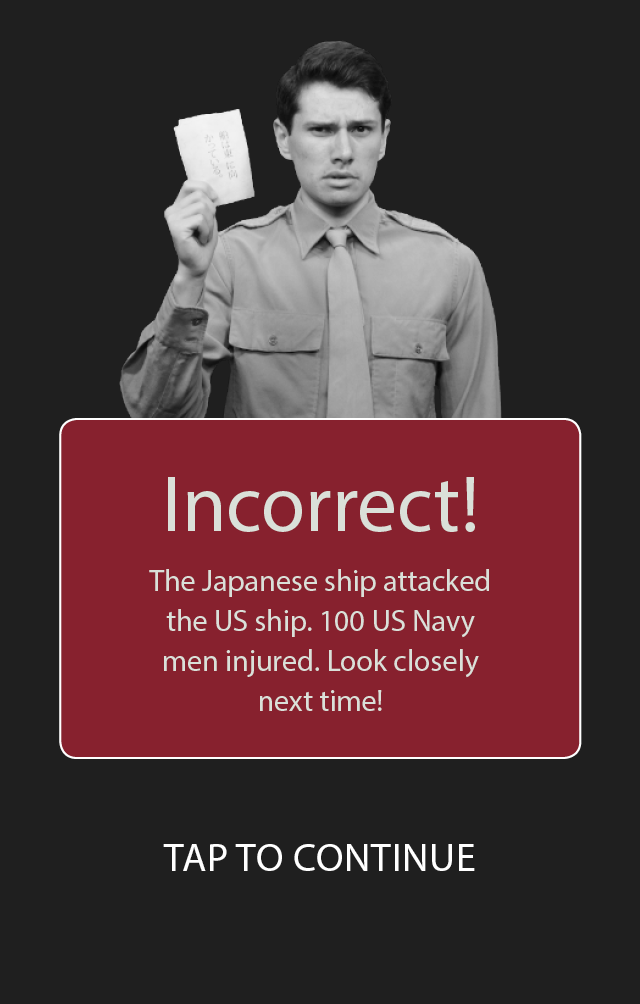 Incorrect!
The Japanese ship attacked
the US ship. 100 US Navy
men injured. Look closely
next time!
TAP TO CONTINUE